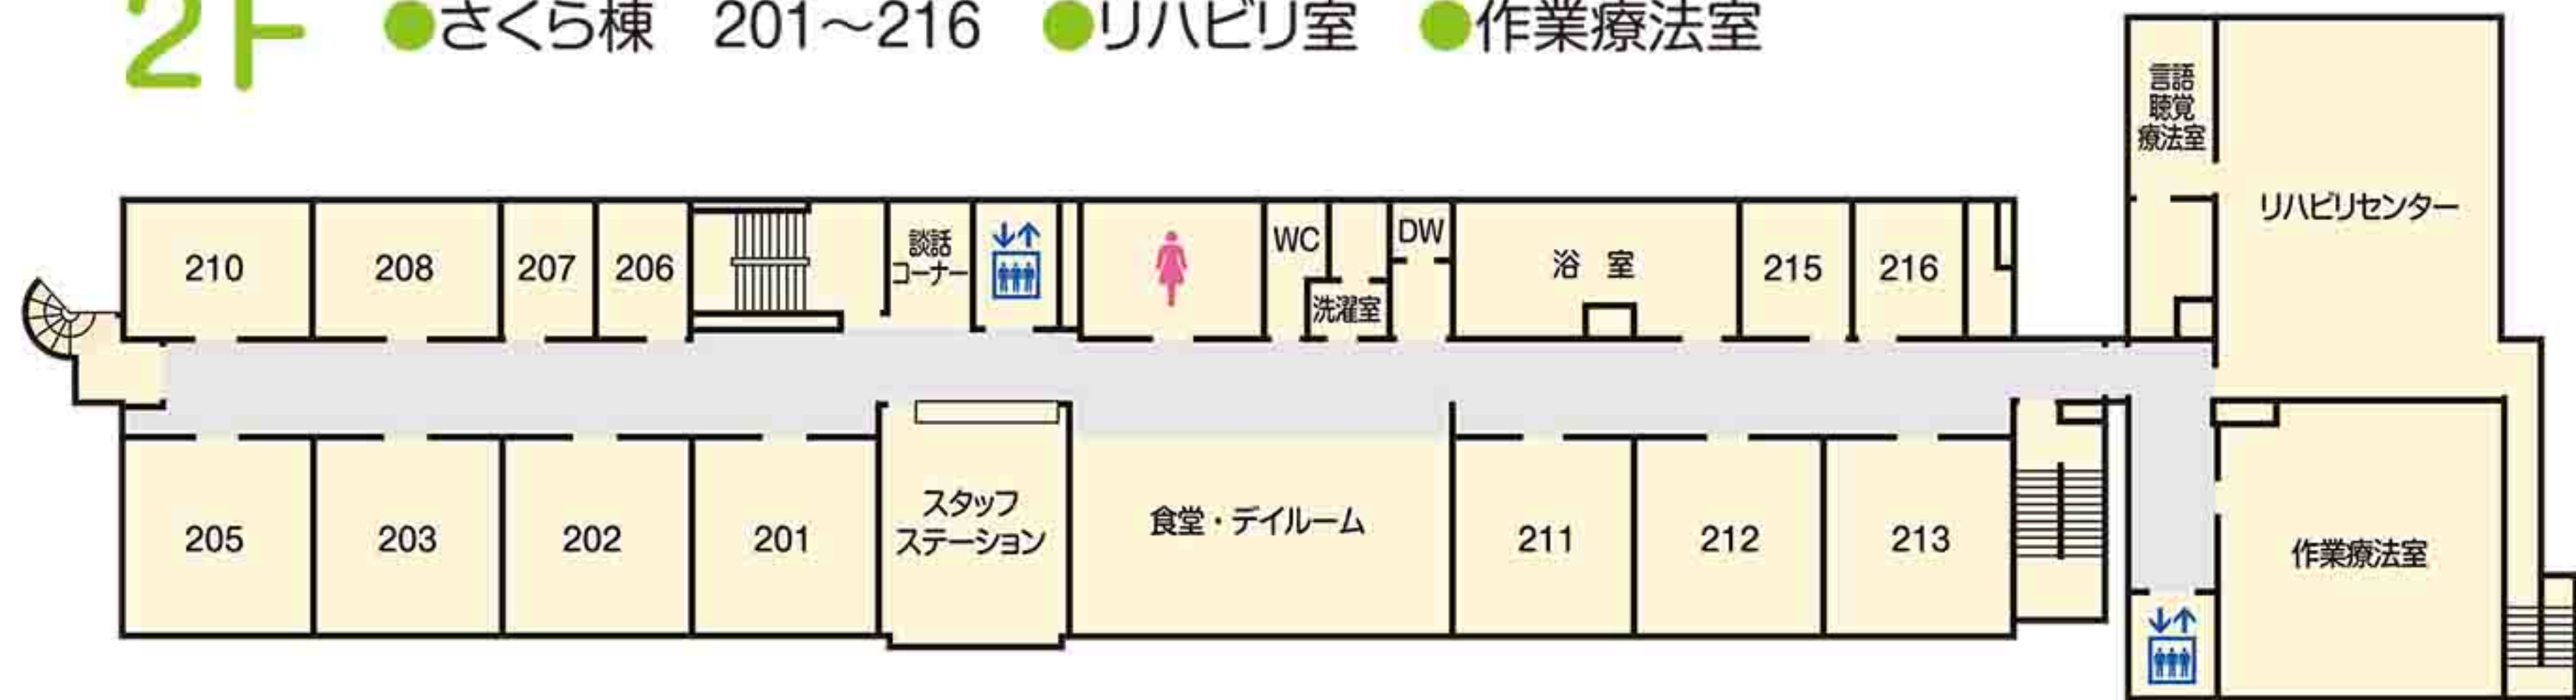 2F ●さくら棟 201～216 ●リハビリ室 ●作業療法室
言語
聴覚
療法室
リハビリセンター
210
208
207
206
談話
コーナー
WC
洗濯室
DW
浴室
215
216
205
203
202
201
スタッフ
ステーション
食堂・デイルーム
211
212
213
作業療法室